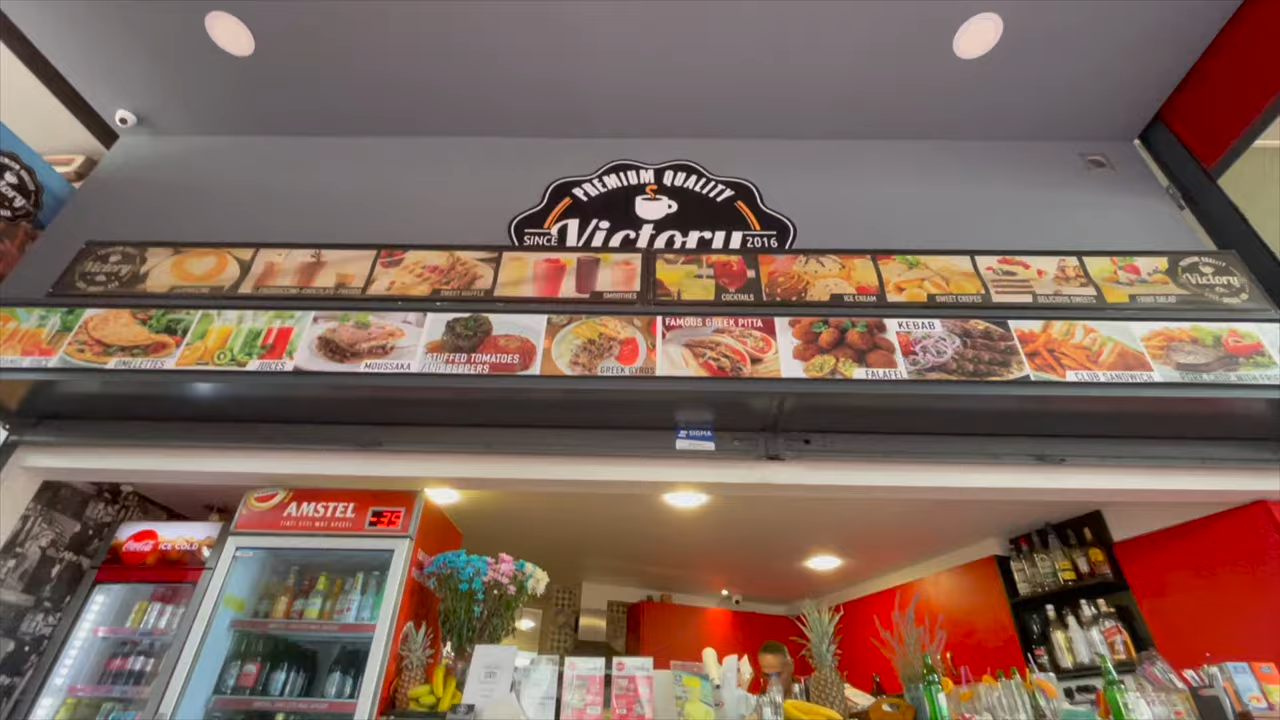 PREMIUM QUALITY
SINCE Victory 2016
Victory
SWEET WAFFLE
SMOOTHIES
COCKTAILS
ICE CREAM
SWEET CREPES
DELICIOUS SWEETS
FRUIT SALAD
Victory
OMELETTES
JUICES
MOUSSAKA
STUFFED TOMATOES
AND PEPPERS
GREEK GYROS
FAMOUS GREEK PITTA
FALAFEL
KEBAB
CLUB SANDWICH
SIGMA
AMSTEL
Coca-Cola ICE COLD